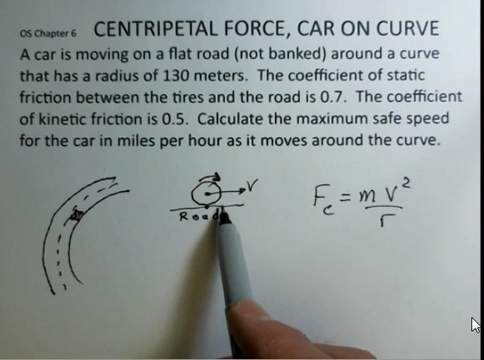 OS Chapter 6 CENTRIPETAL FORCE, CAR ON CURVE
A car is moving on a flat road (not banked) around a curve
that has a radius of 130 meters. The coefficient of static
friction between the tires and the road is 0.7. The coefficient
of kinetic friction is 0.5. Calculate the maximum safe speed
for the car in miles per hour as it moves around the curve.
V
Road
F_c = m v² / r